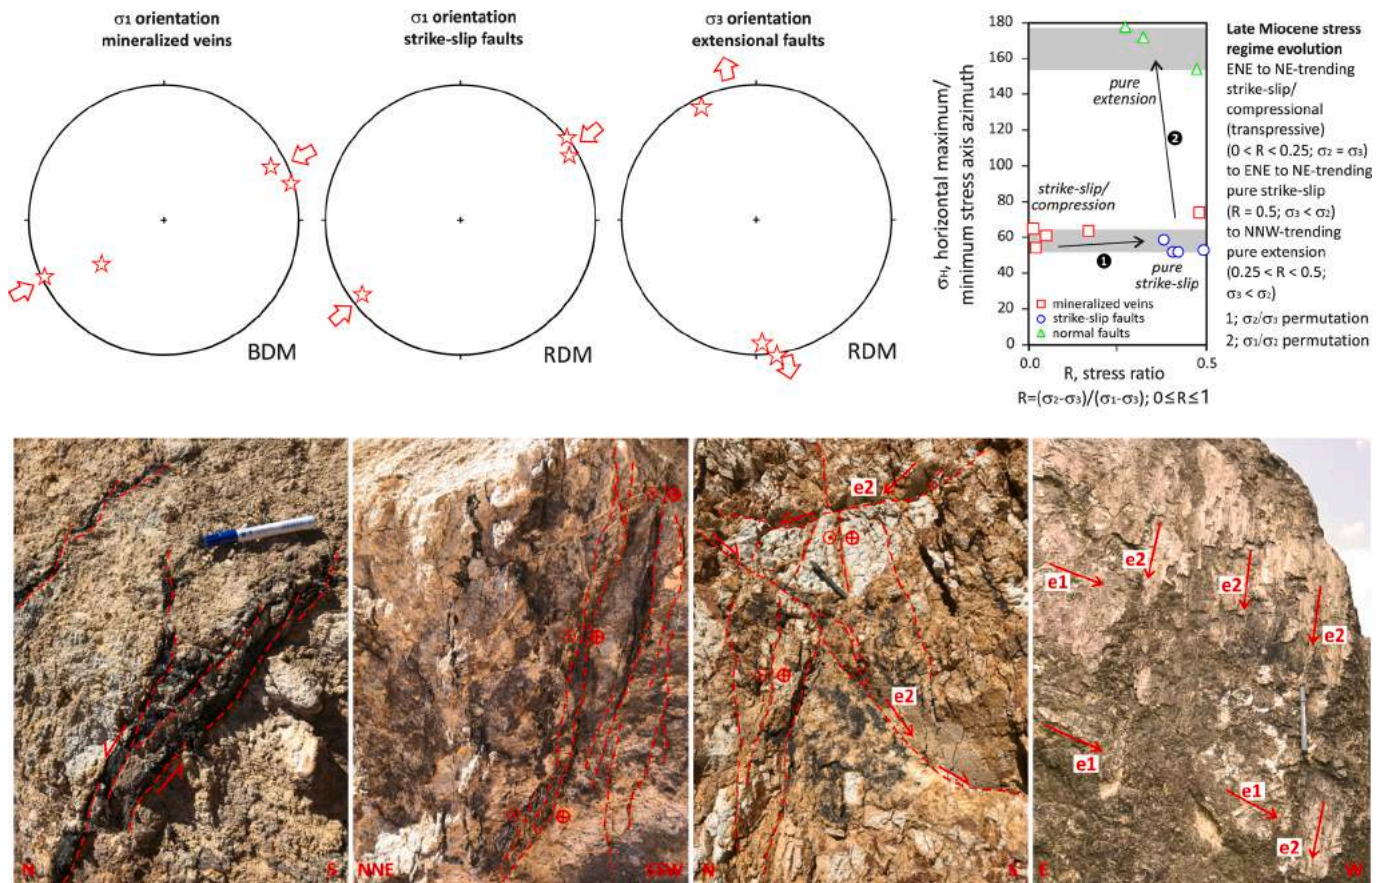 σ1 orientation
mineralized veins
BDM
σ1 orientation
strike-slip faults
RDM
σ3 orientation
extensional faults
RDM
σH, horizontal maximum/
minimum stress axis azimuth
180
160
140
120
100
80
60
40
20
0
pure
extension
2
strike-slip/
compression
1
pure
strike-slip
mineralized veins
strike-slip faults
normal faults
0.0
0.5
R, stress ratio
R=(σ2-σ3)/(σ1-σ3); 0≤R≤1
Late Miocene stress
regime evolution
ENE to NE-trending
strike-slip/
compressional
(transpressive)
(0 < R < 0.25; σ2 = σ3)
to ENE to NE-trending
pure strike-slip
(R = 0.5; σ3 < σ2)
to NNW-trending
pure extension
(0.25 < R < 0.5;
σ3 < σ2)
1; σ2/σ3 permutation
2; σ1/σ2 permutation
N
S
NNE
SSW
e2
e2
N
S
e1
e2
e2
e2
e1
e1
e2
E
W